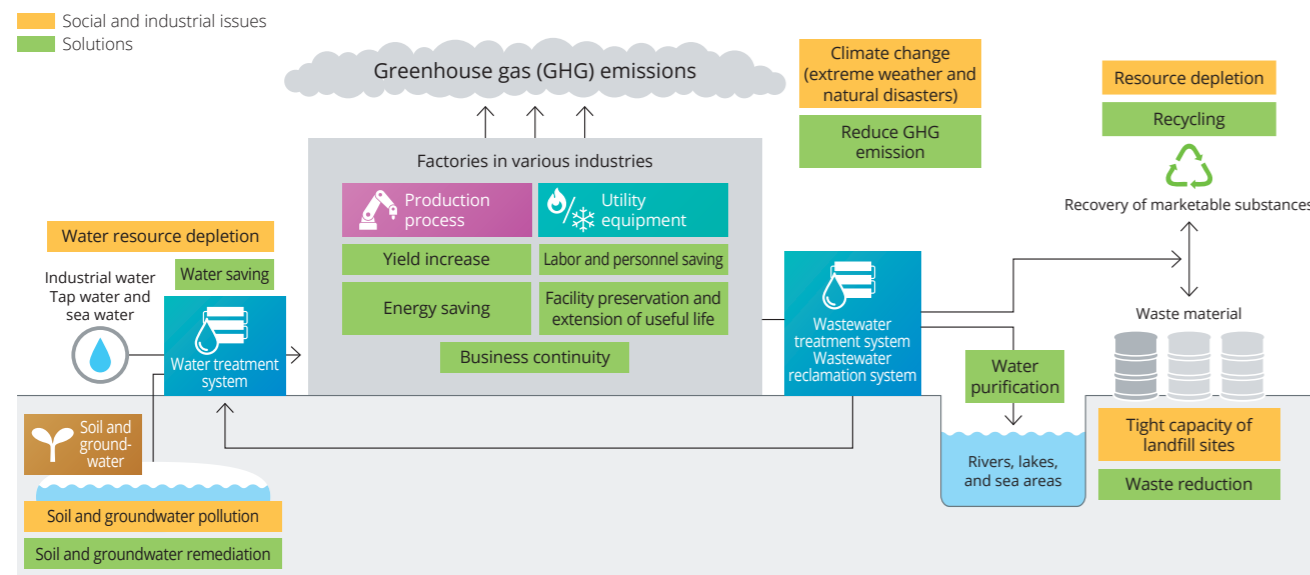 Social and industrial issues
Solutions
Greenhouse gas (GHG) emissions
Climate change
(extreme weather and
natural disasters)
Reduce GHG
emission
Resource depletion
Recycling
Recovery of marketable substances
Factories in various industries
Production
process
Utility
equipment
Yield increase
Labor and personnel saving
Energy saving
Facility preservation and
extension of useful life
Business continuity
Water resource depletion
Water saving
Industrial water
Tap water and
sea water
Water treatment
system
Wastewater
treatment system
Wastewater
reclamation system
Water
purification
Waste material
Soil and
ground-
water
Soil and groundwater pollution
Soil and groundwater remediation
Rivers, lakes,
and sea areas
Tight capacity of
landfill sites
Waste reduction